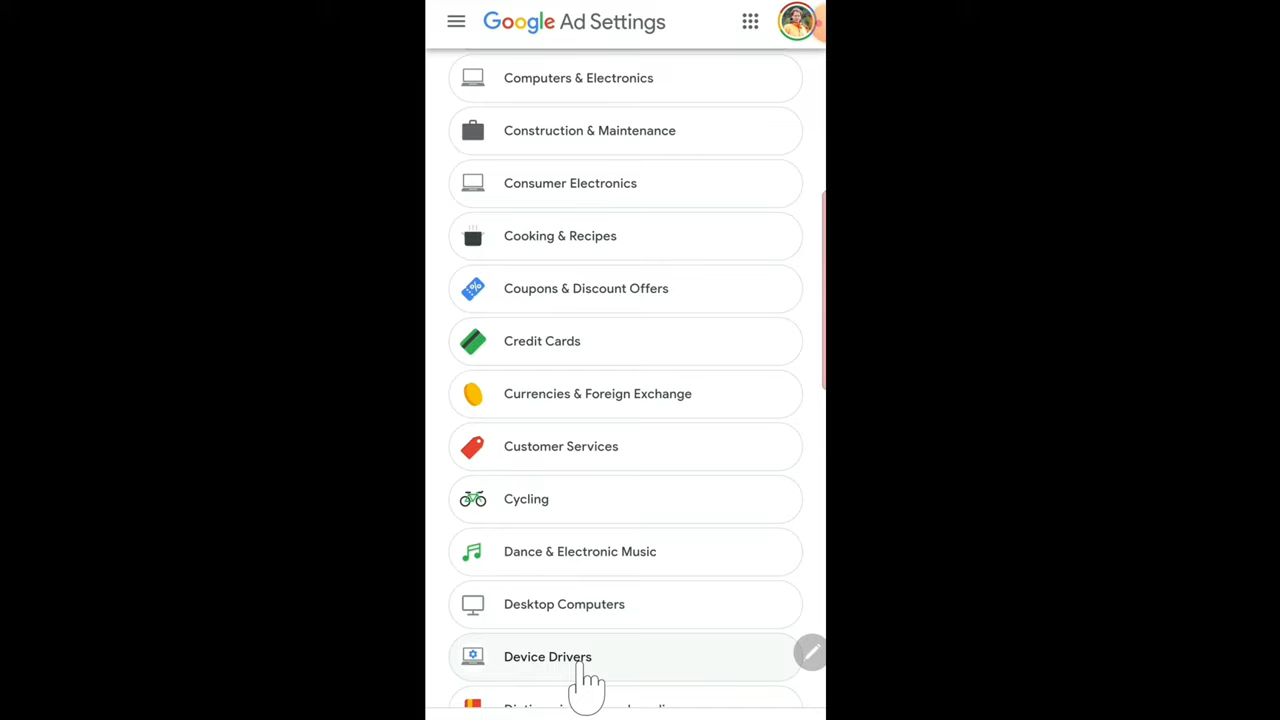 Google Ad Settings
Computers & Electronics
Construction & Maintenance
Consumer Electronics
Cooking & Recipes
Coupons & Discount Offers
Credit Cards
Currencies & Foreign Exchange
Customer Services
Cycling
Dance & Electronic Music
Desktop Computers
Device Drivers